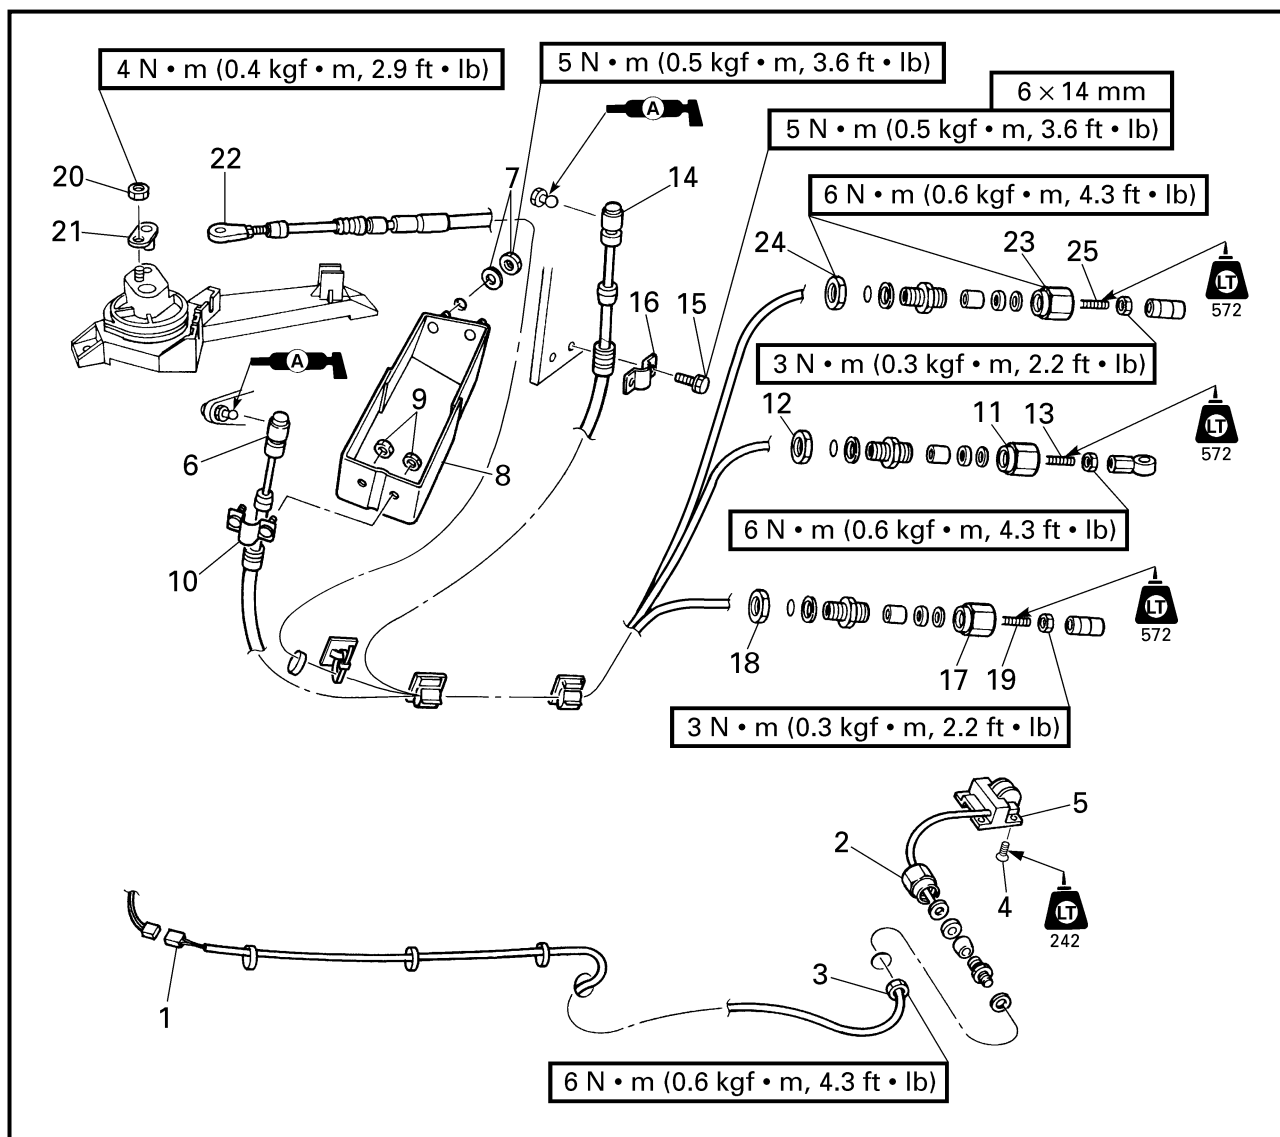 4 N • m (0.4 kgf • m, 2.9 ft • lb)
5 N • m (0.5 kgf • m, 3.6 ft • lb)
6 × 14 mm
5 N • m (0.5 kgf • m, 3.6 ft • lb)
A
6 N • m (0.6 kgf • m, 4.3 ft • lb)
20
22
7
14
21
24
23
25
LT
572
16
15
3 N • m (0.3 kgf • m, 2.2 ft • lb)
A
9
12
11
13
LT
572
6
8
6 N • m (0.6 kgf • m, 4.3 ft • lb)
10
LT
572
18
17
19
3 N • m (0.3 kgf • m, 2.2 ft • lb)
5
2
4
LT
242
3
1
6 N • m (0.6 kgf • m, 4.3 ft • lb)